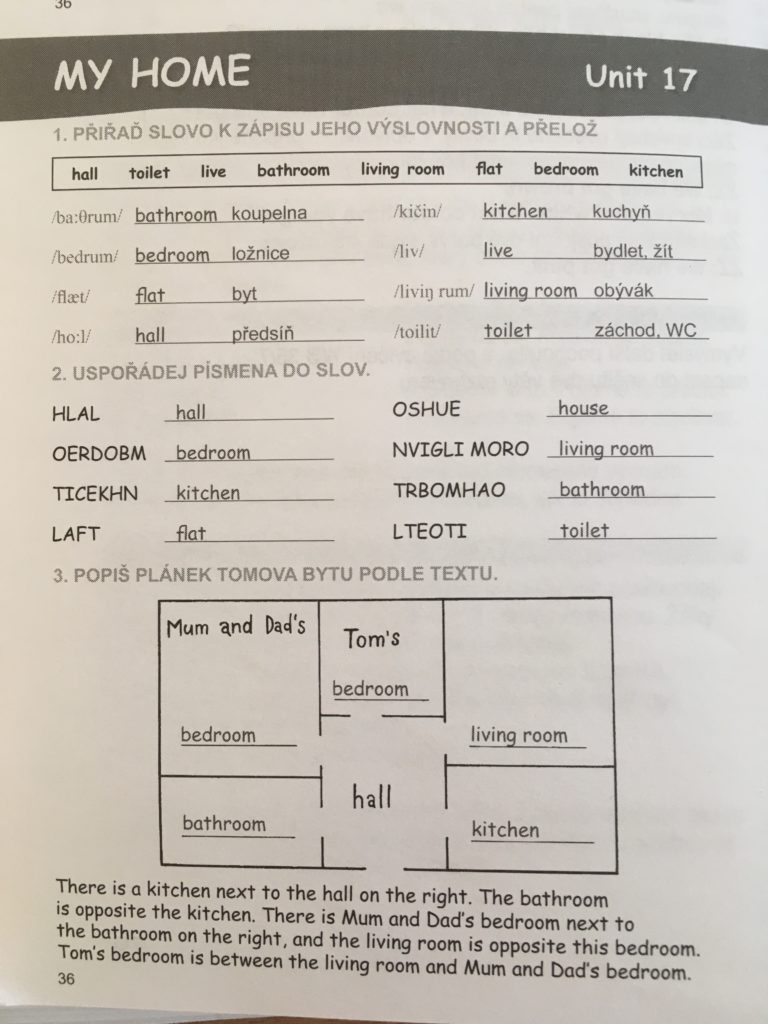 36
MY HOME Unit 17
1. PŘIŘAĎ SLOVO K ZÁPISU JEHO VÝSLOVNOSTI A PŘELOŽ
hall toilet live bathroom living room flat bedroom kitchen
/ba:θrum/ bathroom koupelna /kičin/ kitchen kuchyň
/bedrum/ bedroom ložnice /liv/ live bydlet, žít
/flæt/ flat byt /liviŋ rum/ living room obývák
/ho:l/ hall předsíň /toilit/ toilet záchod, WC
2. USPOŘÁDEJ PÍSMENA DO SLOV.
HLAL hall OSHUE house
OERDOBM bedroom NVIGLI MORO living room
TICEKHN kitchen TRBOMHAO bathroom
LAFT flat LTEOTI toilet
3. POPIŠ PLÁNEK TOMOVA BYTU PODLE TEXTU.
Mum and Dad's Tom's
bedroom
bedroom living room
hall
bathroom kitchen
There is a kitchen next to the hall on the right. The bathroom
is opposite the kitchen. There is Mum and Dad's bedroom next to
the bathroom on the right, and the living room is opposite this bedroom.
Tom's bedroom is between the living room and Mum and Dad's bedroom.
36